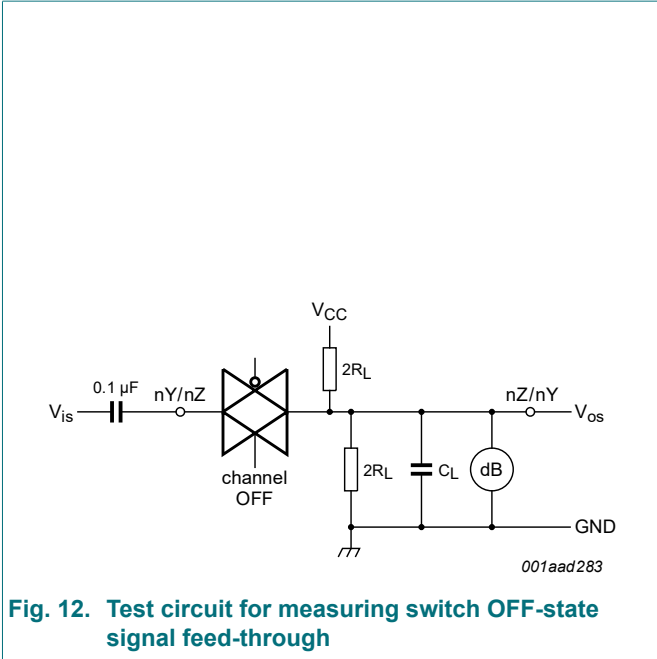 VCC
2RL
0.1 µF
nY/nZ
nZ/nY
Vis
Vos
channel
OFF
2RL
CL
dB
GND
001aad283
Fig. 12. Test circuit for measuring switch OFF-state
signal feed-through